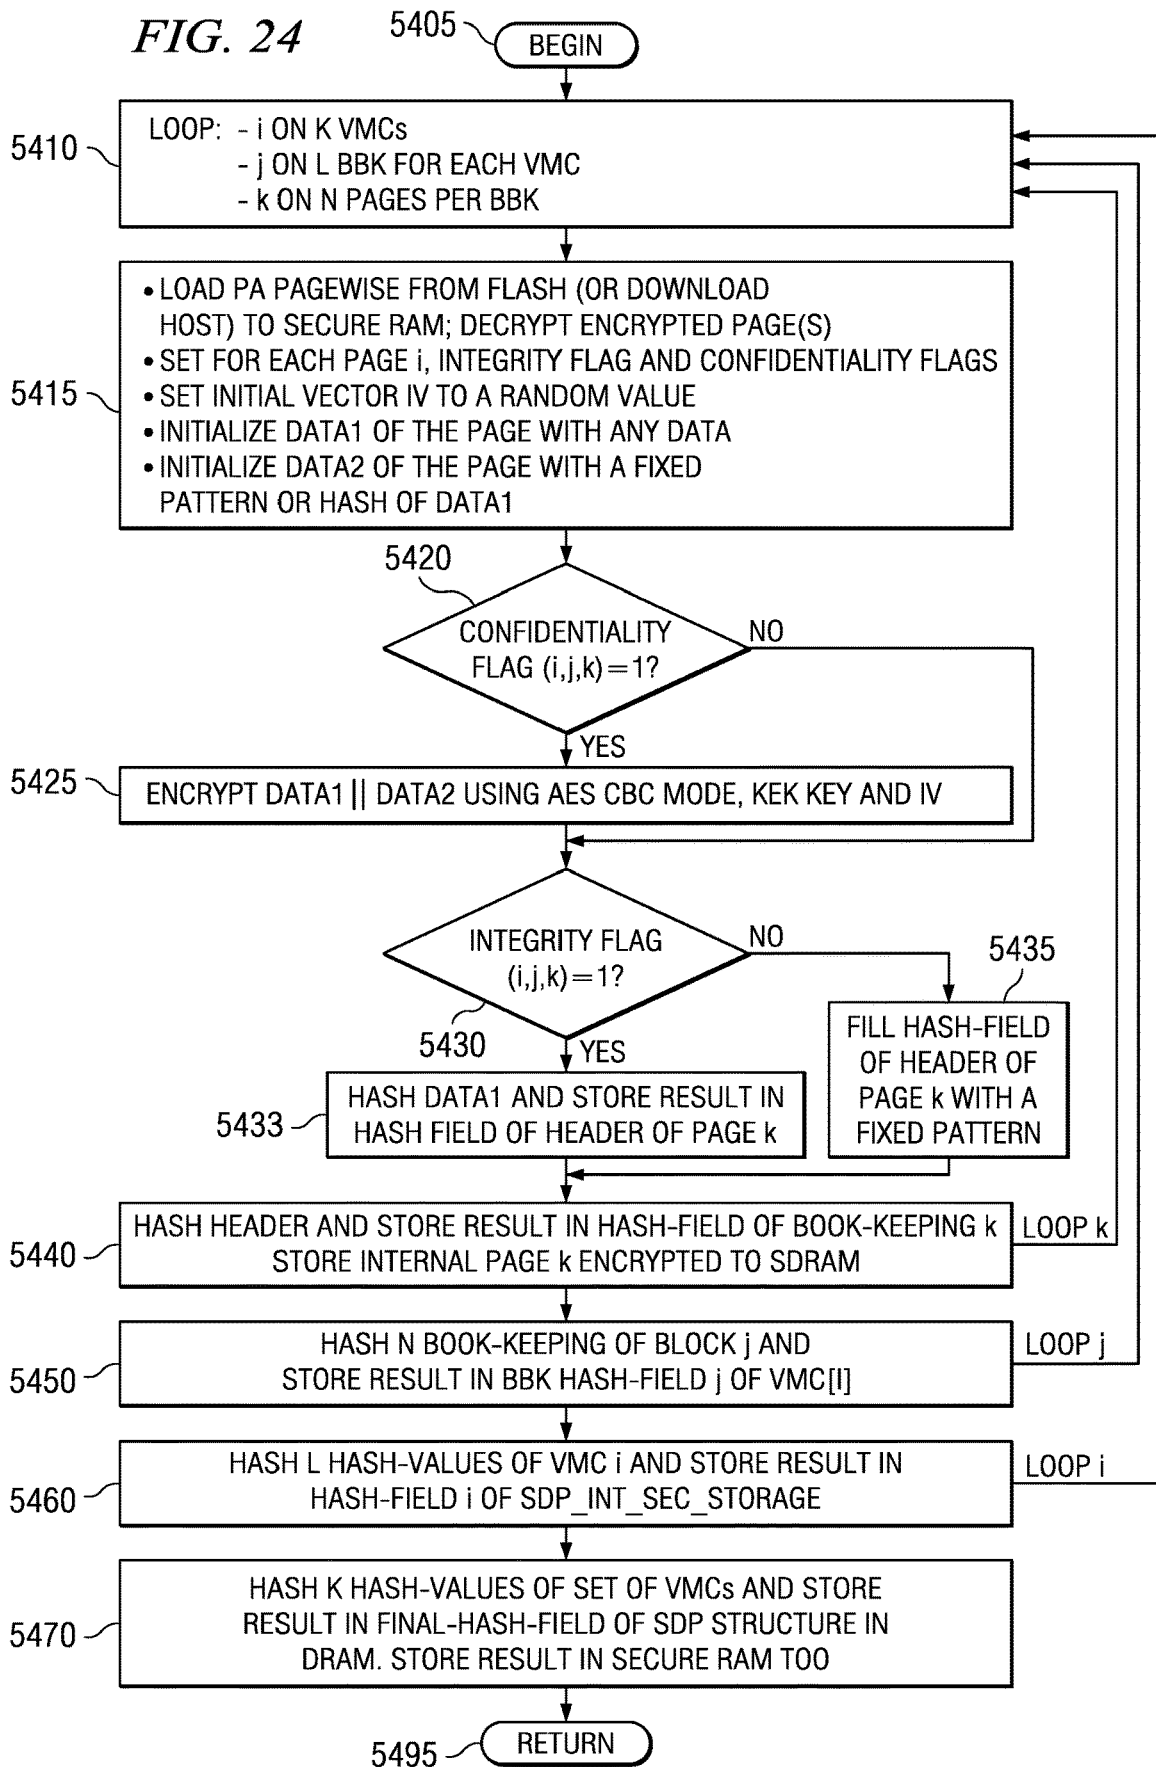 FIG. 24
5405
BEGIN
5410
LOOP: - i ON K VMCs
- j ON L BBK FOR EACH VMC
- k ON N PAGES PER BBK
5415
• LOAD PA PAGEWISE FROM FLASH (OR DOWNLOAD
HOST) TO SECURE RAM; DECRYPT ENCRYPTED PAGE(S)
• SET FOR EACH PAGE i, INTEGRITY FLAG AND CONFIDENTIALITY FLAGS
• SET INITIAL VECTOR IV TO A RANDOM VALUE
• INITIALIZE DATA1 OF THE PAGE WITH ANY DATA
• INITIALIZE DATA2 OF THE PAGE WITH A FIXED
PATTERN OR HASH OF DATA1
5420
CONFIDENTIALITY
FLAG (i,j,k)=1?
NO
YES
5425
ENCRYPT DATA1 || DATA2 USING AES CBC MODE, KEK KEY AND IV
INTEGRITY FLAG
(i,j,k)=1?
NO
5430
YES
5435
FILL HASH-FIELD
OF HEADER OF
PAGE k WITH A
FIXED PATTERN
5433
HASH DATA1 AND STORE RESULT IN
HASH FIELD OF HEADER OF PAGE k
5440
HASH HEADER AND STORE RESULT IN HASH-FIELD OF BOOK-KEEPING k
STORE INTERNAL PAGE k ENCRYPTED TO SDRAM
LOOP k
5450
HASH N BOOK-KEEPING OF BLOCK j AND
STORE RESULT IN BBK HASH-FIELD j OF VMC[I]
LOOP j
5460
HASH L HASH-VALUES OF VMC i AND STORE RESULT IN
HASH-FIELD i OF SDP_INT_SEC_STORAGE
LOOP i
5470
HASH K HASH-VALUES OF SET OF VMCs AND STORE
RESULT IN FINAL-HASH-FIELD OF SDP STRUCTURE IN
DRAM. STORE RESULT IN SECURE RAM TOO
5495
RETURN